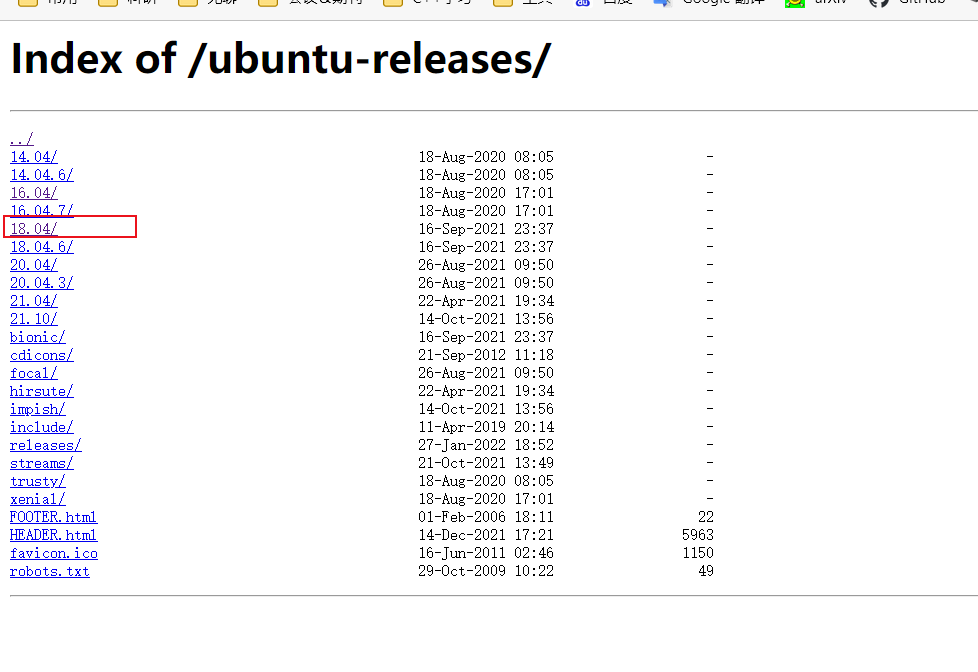 Index of /ubuntu-releases/
../
14.04/ 18-Aug-2020 08:05 -
14.04.6/ 18-Aug-2020 08:05 -
16.04/ 18-Aug-2020 17:01 -
16.04.7/ 18-Aug-2020 17:01 -
18.04/ 16-Sep-2021 23:37 -
18.04.6/ 16-Sep-2021 23:37 -
20.04/ 26-Aug-2021 09:50 -
20.04.3/ 26-Aug-2021 09:50 -
21.04/ 22-Apr-2021 19:34 -
21.10/ 14-Oct-2021 13:56 -
bionic/ 16-Sep-2021 23:37 -
cdicons/ 21-Sep-2012 11:18 -
focal/ 26-Aug-2021 09:50 -
hirsute/ 22-Apr-2021 19:34 -
impish/ 14-Oct-2021 13:56 -
include/ 11-Apr-2019 20:14 -
releases/ 27-Jan-2022 18:52 -
streams/ 21-Oct-2021 13:49 -
trusty/ 18-Aug-2020 08:05 -
xenial/ 18-Aug-2020 17:01 -
FOOTER.html 01-Feb-2006 18:11 22
HEADER.html 14-Dec-2021 17:21 5963
favicon.ico 16-Jun-2011 02:46 1150
robots.txt 29-Oct-2009 10:22 49